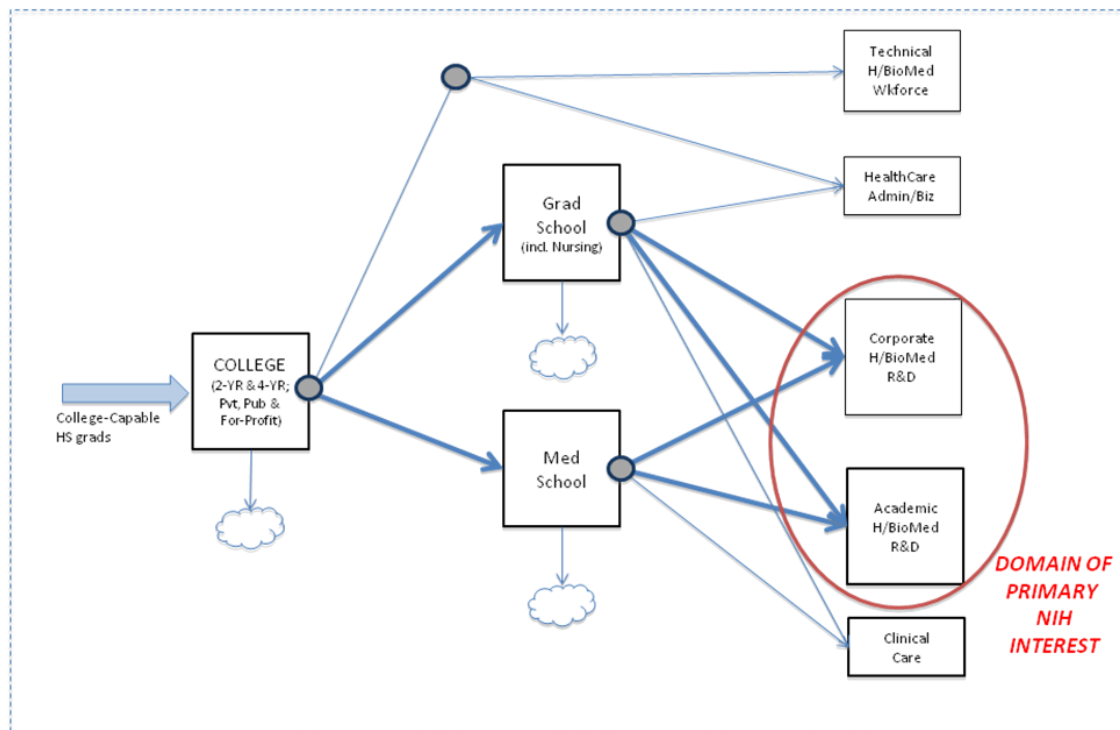 Technical
H/BioMed
Wkforce
HealthCare
Admin/Biz
Grad
School
(incl. Nursing)
Corporate
H/BioMed
R&D
COLLEGE
(2-YR & 4-YR;
Pvt, Pub &
For-Profit)
College-Capable
HS grads
Med
School
Academic
H/BioMed
R&D
DOMAIN OF
PRIMARY
NIH
INTEREST
Clinical
Care